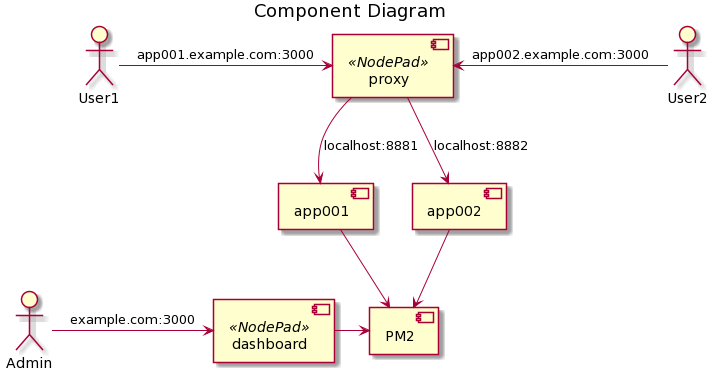 Component Diagram
User1
app001.example.com:3000
«NodePad»
proxy
app002.example.com:3000
User2
localhost:8881
localhost:8882
app001
app002
Admin
example.com:3000
«NodePad»
dashboard
PM2